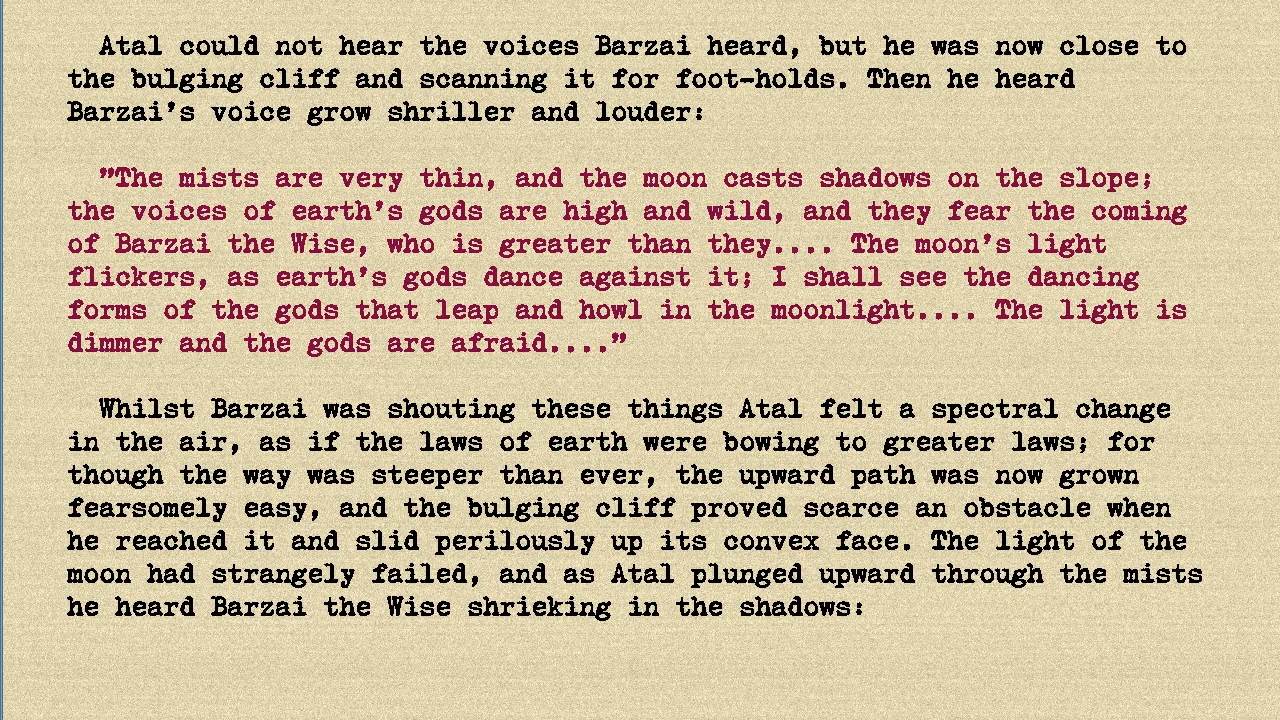 Atal could not hear the voices Barzai heard, but he was now close to
the bulging cliff and scanning it for foot-holds. Then he heard
Barzai's voice grow shriller and louder:
"The mists are very thin, and the moon casts shadows on the slope;
the voices of earth's gods are high and wild, and they fear the coming
of Barzai the Wise, who is greater than they.... The moon's light
flickers, as earth's gods dance against it; I shall see the dancing
forms of the gods that leap and howl in the moonlight.... The light is
dimmer and the gods are afraid...."
Whilst Barzai was shouting these things Atal felt a spectral change
in the air, as if the laws of earth were bowing to greater laws; for
though the way was steeper than ever, the upward path was now grown
fearsomely easy, and the bulging cliff proved scarce an obstacle when
he reached it and slid perilously up its convex face. The light of the
moon had strangely failed, and as Atal plunged upward through the mists
he heard Barzai the Wise shrieking in the shadows: